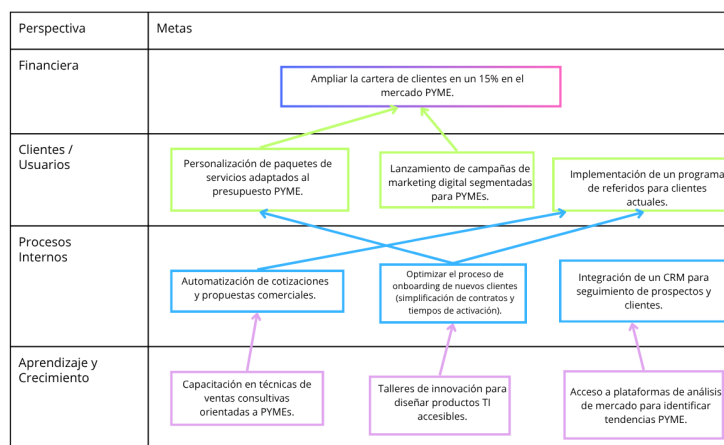 Perspectiva
Metas
Financiera
Ampliar la cartera de clientes en un 15% en el
mercado PYME.
Clientes /
Usuarios
Personalización de paquetes de
servicios adaptados al
presupuesto PYME.
Lanzamiento de campañas de
marketing digital segmentadas
para PYMEs.
Implementación de un programa
de referidos para clientes
actuales.
Procesos
Internos
Automatización de cotizaciones
y propuestas comerciales.
Optimizar el proceso de
onboarding de nuevos clientes
(simplificación de contratos y
tiempos de activación).
Integración de un CRM para
seguimiento de prospectos y
clientes.
Aprendizaje y
Crecimiento
Capacitación en técnicas de
ventas consultivas
orientadas a PYMEs.
Talleres de innovación para
diseñar productos TI
accesibles.
Acceso a plataformas de análisis
de mercado para identificar
tendencias PYME.